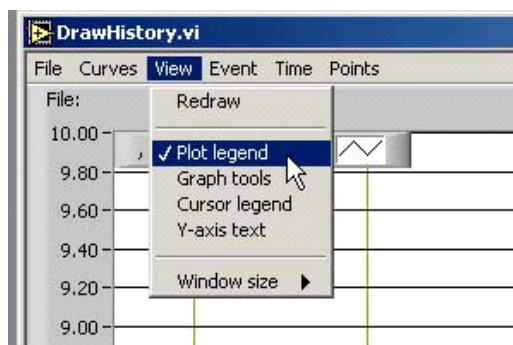 DrawHistory.vi
File Curves View Event Time Points
File:
Redraw
10.00
✓ Plot legend
9.80
Graph tools
Cursor legend
9.60
Y-axis text
9.40
Window size
9.20
9.00